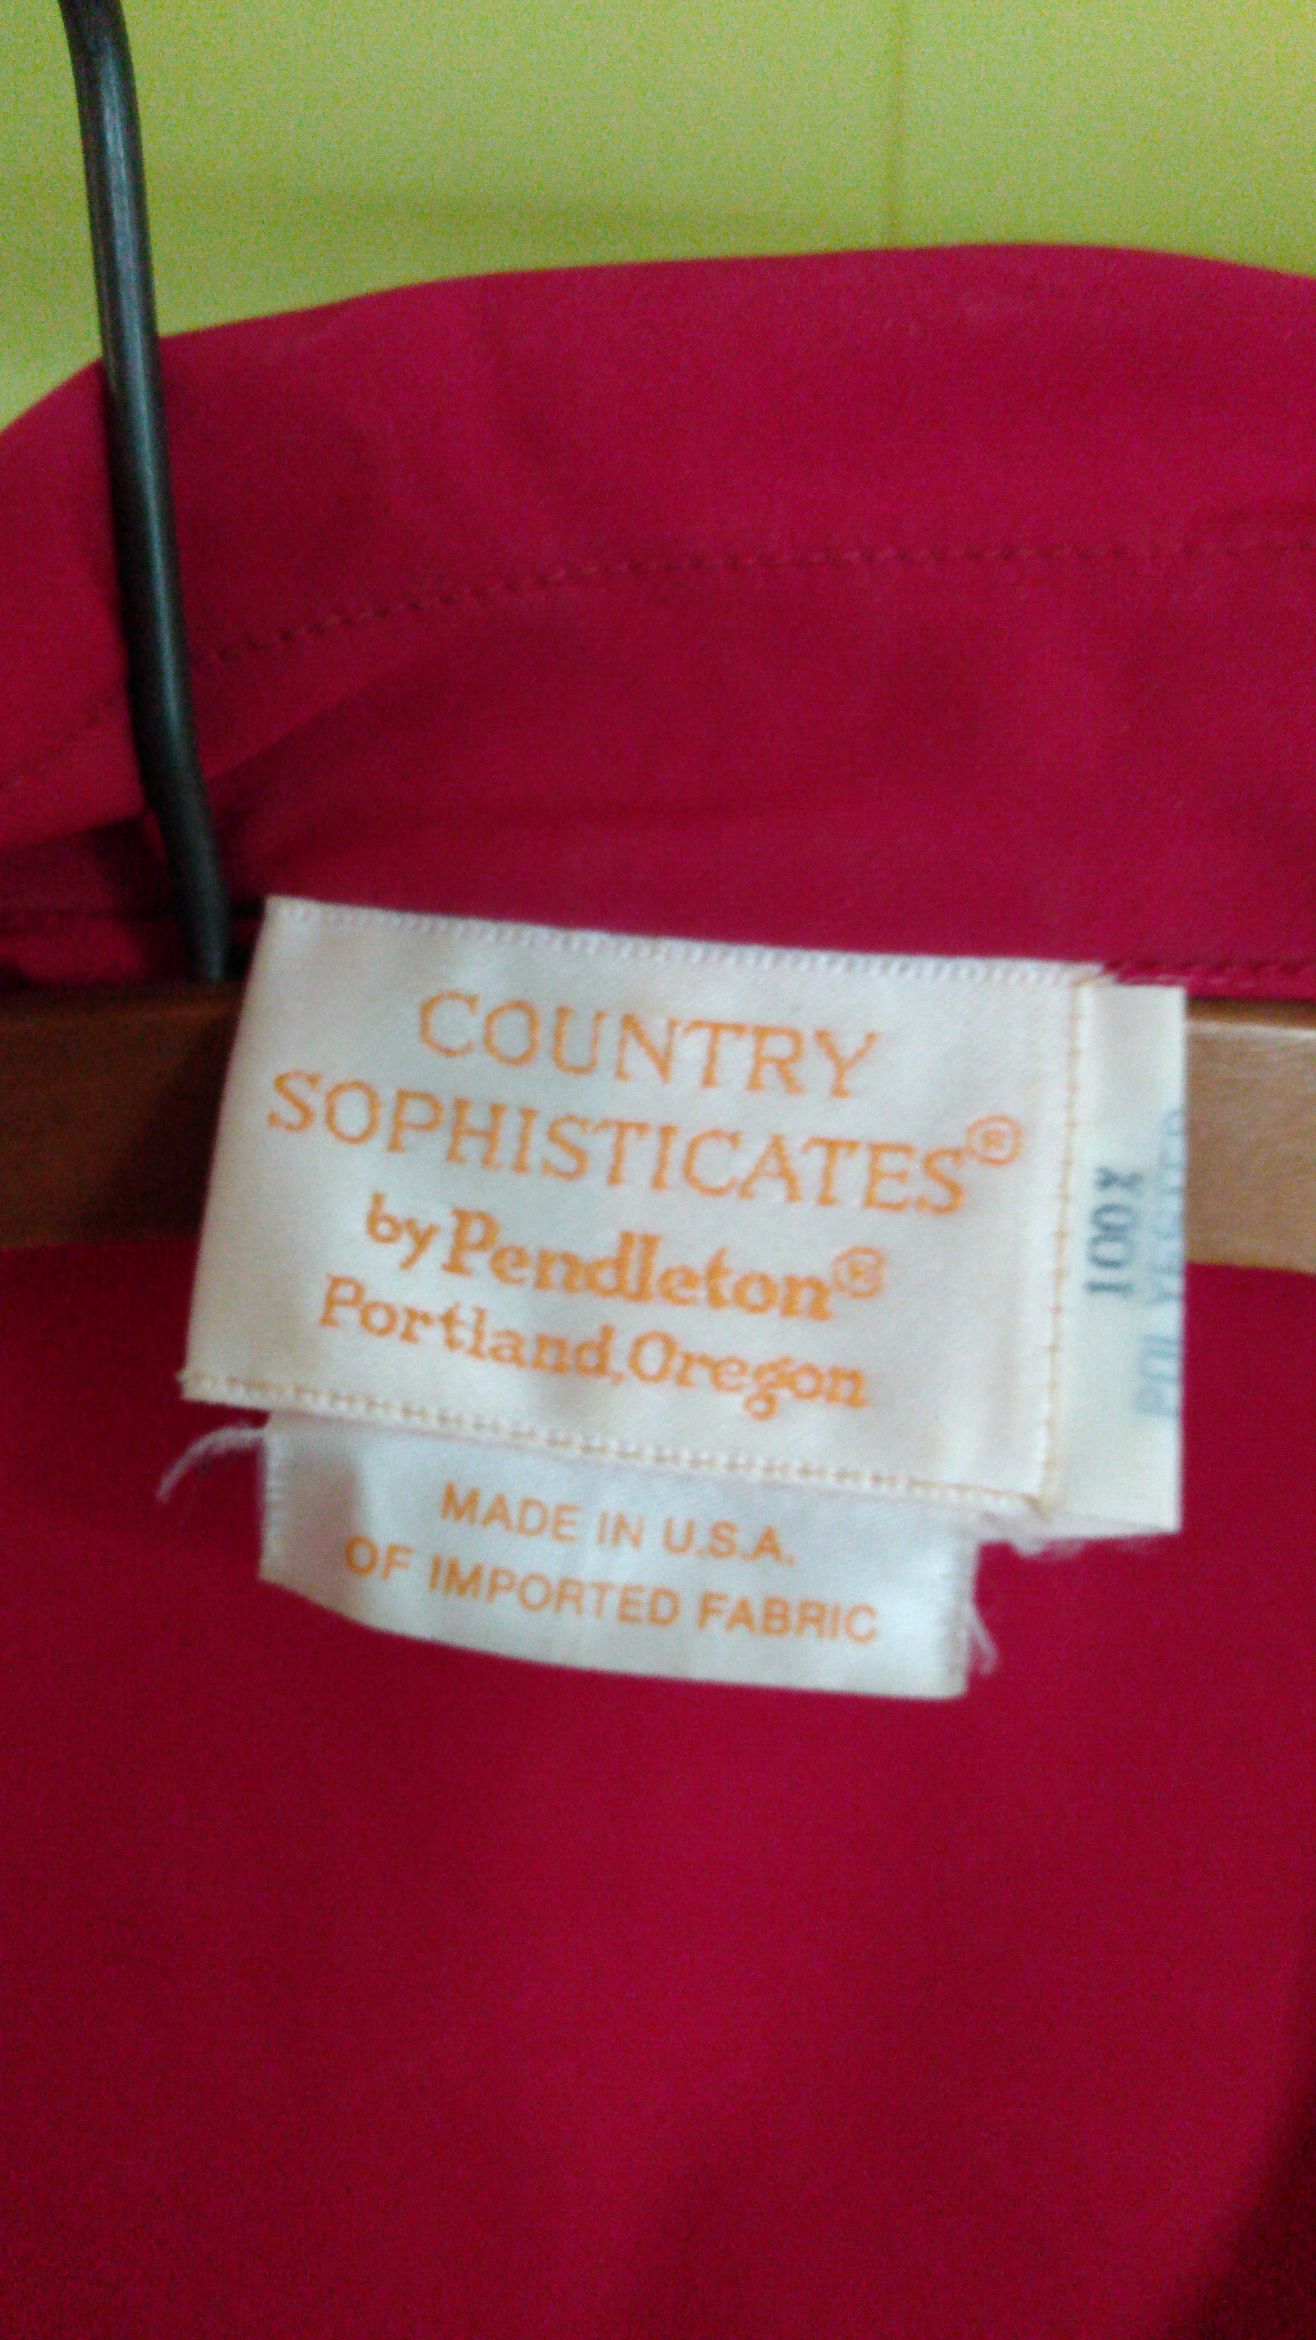 COUNTRY
SOPHISTICATES®
by Pendleton®
Portland, Oregon
MADE IN U.S.A.
OF IMPORTED FABRIC
100%
POLYESTER